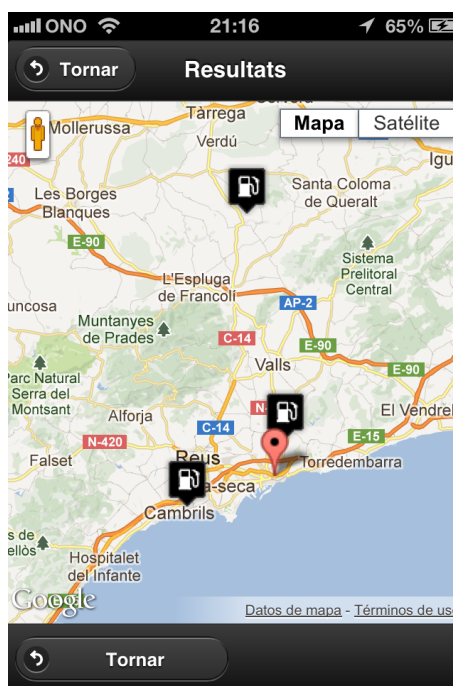 ONO 21:16 65%
Tornar Resultats
Tàrrega
Mollerussa
Mapa Satélite
Verdú
240
Les Borges
Blanques
Santa Coloma
de Queralt
E-90
Sistema
Prelitoral
Central
L'Espluga
de Francolí
AP-2
Muntanyes
de Prades
C-14
E-90
Valls
E-90
Parc Natural
Serra del
Montsant
Alforja
El Vendrel
C-14
N-420
E-15
Falset
Reus
Torredembarra
a-seca
Cambrils
Hospitalet
del Infante
Google
Datos de mapa - Términos de us
Tornar